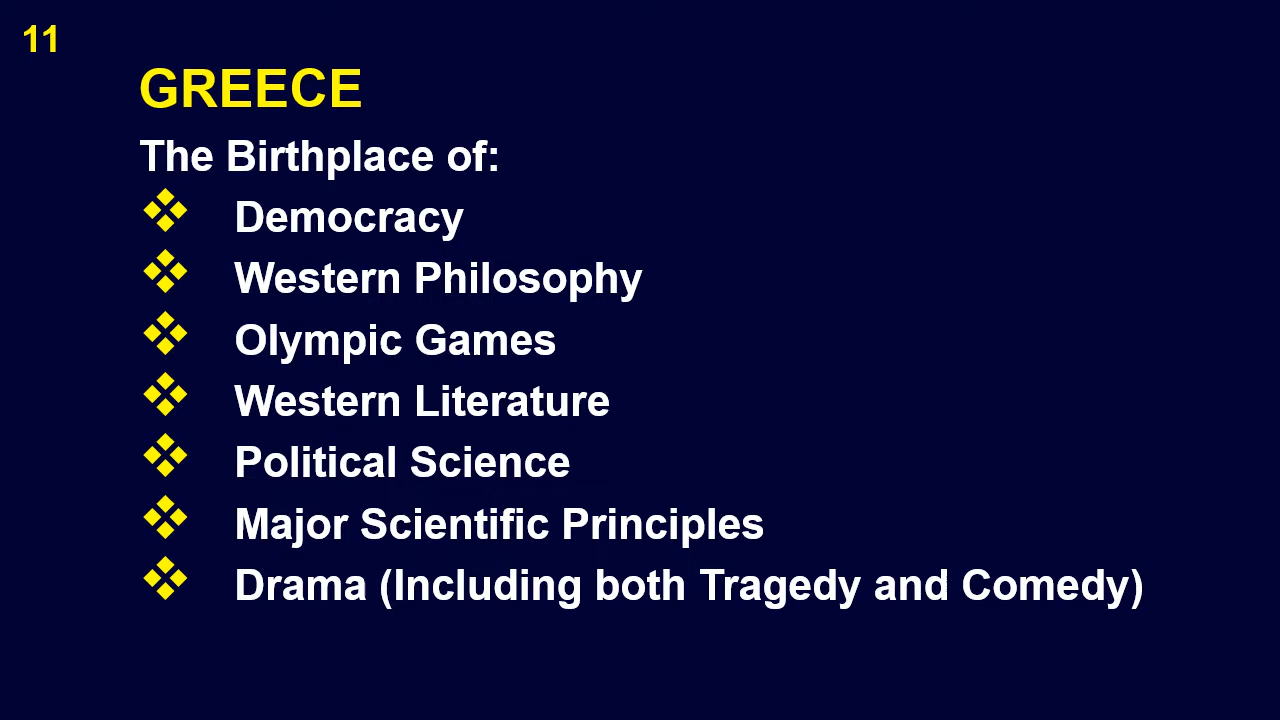 11
GREECE
The Birthplace of:
❖ Democracy
❖ Western Philosophy
❖ Olympic Games
❖ Western Literature
❖ Political Science
❖ Major Scientific Principles
❖ Drama (Including both Tragedy and Comedy)